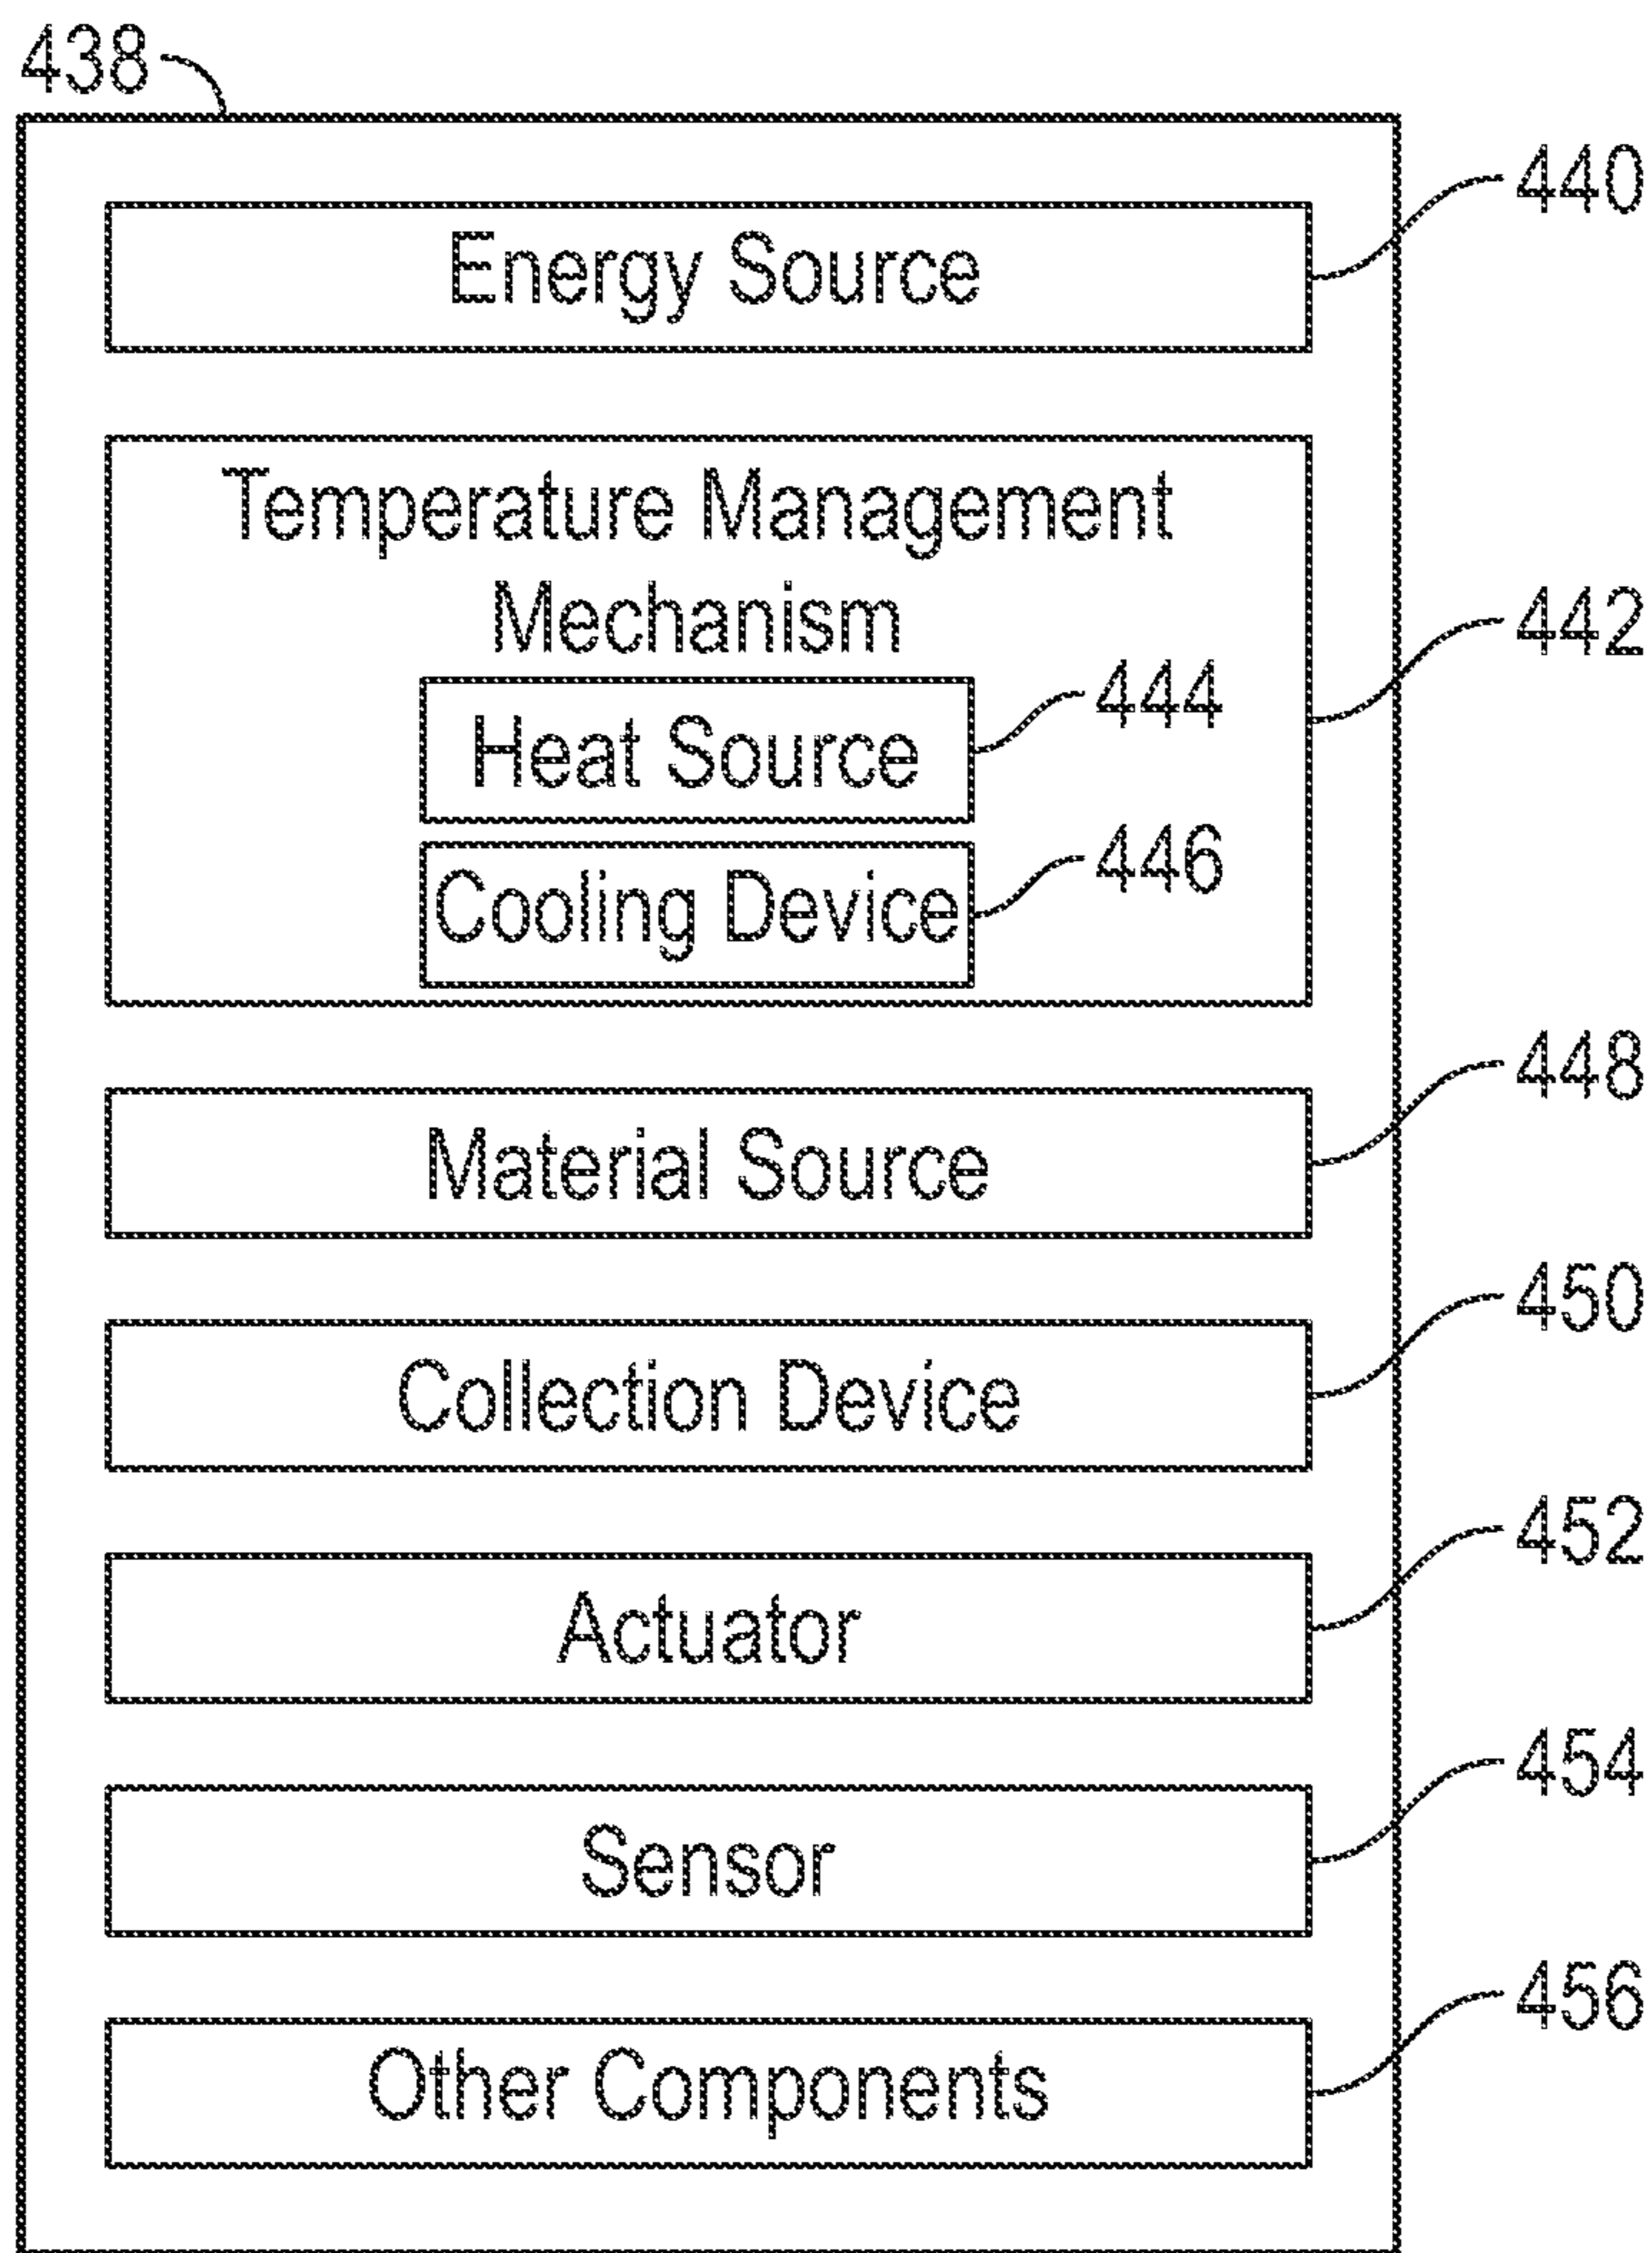 438
440
Energy Source
Temperature Management
Mechanism
442
444
Heat Source
446
Cooling Device
448
Material Source
450
Collection Device
452
Actuator
454
Sensor
456
Other Components